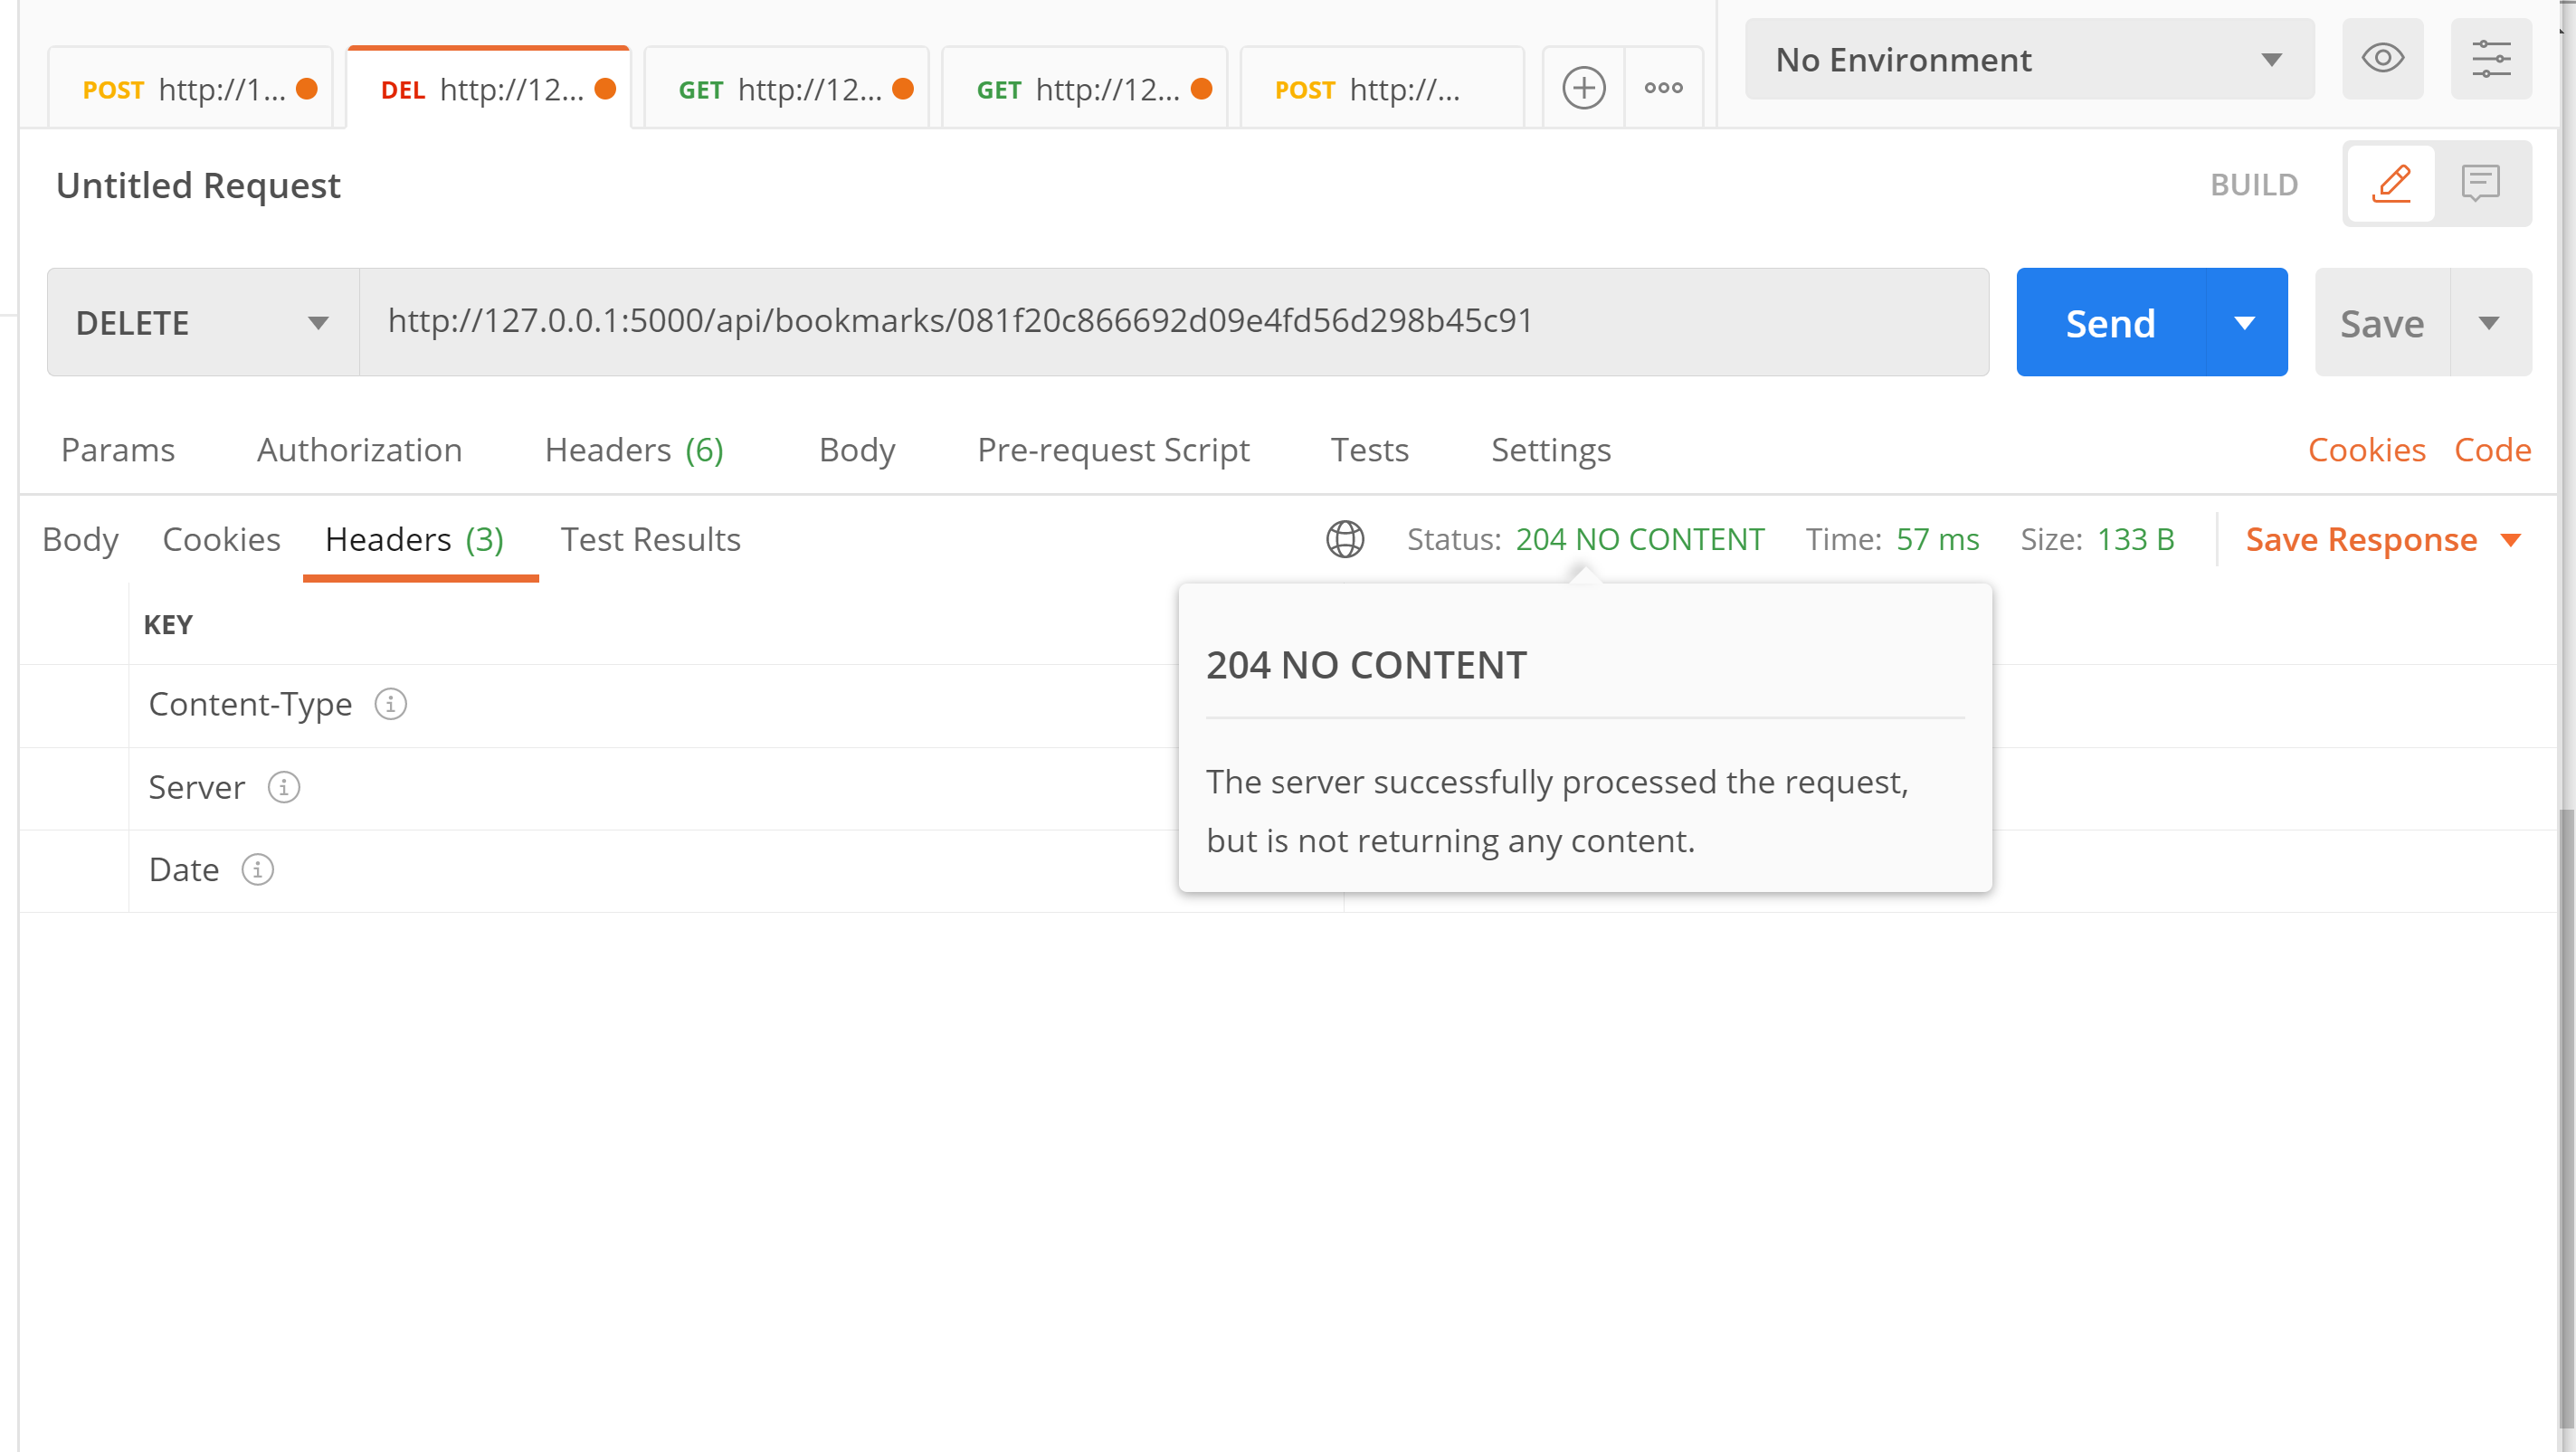 POST http://1... DEL http://12... GET http://12... GET http://12... POST http://... No Environment
Untitled Request BUILD
DELETE http://127.0.0.1:5000/api/bookmarks/081f20c866692d09e4fd56d298b45c91 Send Save
Params Authorization Headers (6) Body Pre-request Script Tests Settings Cookies Code
Body Cookies Headers (3) Test Results Status: 204 NO CONTENT Time: 57 ms Size: 133 B Save Response
KEY
204 NO CONTENT
Content-Type
The server successfully processed the request,
Server
but is not returning any content.
Date